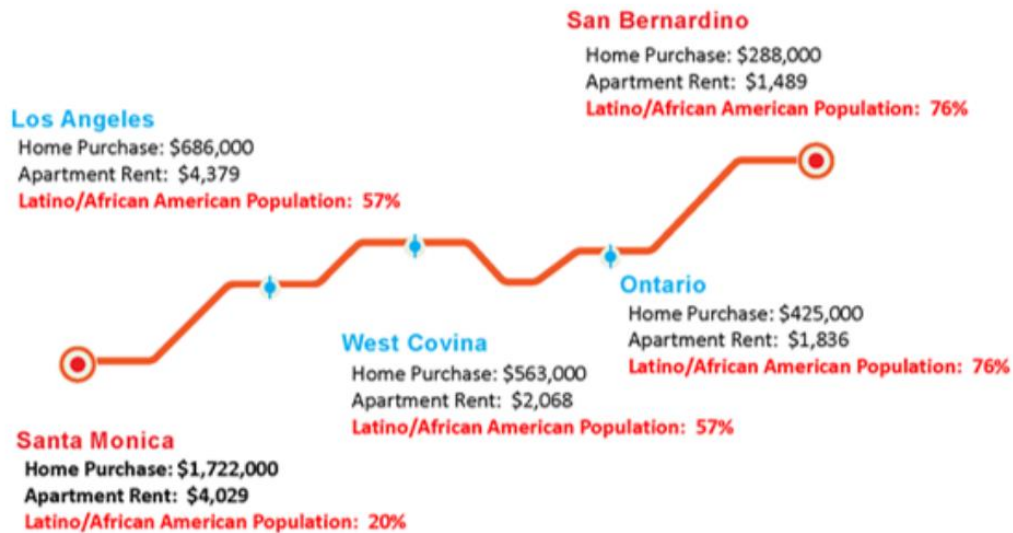 San Bernardino
Home Purchase: $288,000
Apartment Rent: $1,489
Latino/African American Population: 76%
Los Angeles
Home Purchase: $686,000
Apartment Rent: $4,379
Latino/African American Population: 57%
Ontario
Home Purchase: $425,000
Apartment Rent: $1,836
Latino/African American Population: 76%
West Covina
Home Purchase: $563,000
Apartment Rent: $2,068
Latino/African American Population: 57%
Santa Monica
Home Purchase: $1,722,000
Apartment Rent: $4,029
Latino/African American Population: 20%